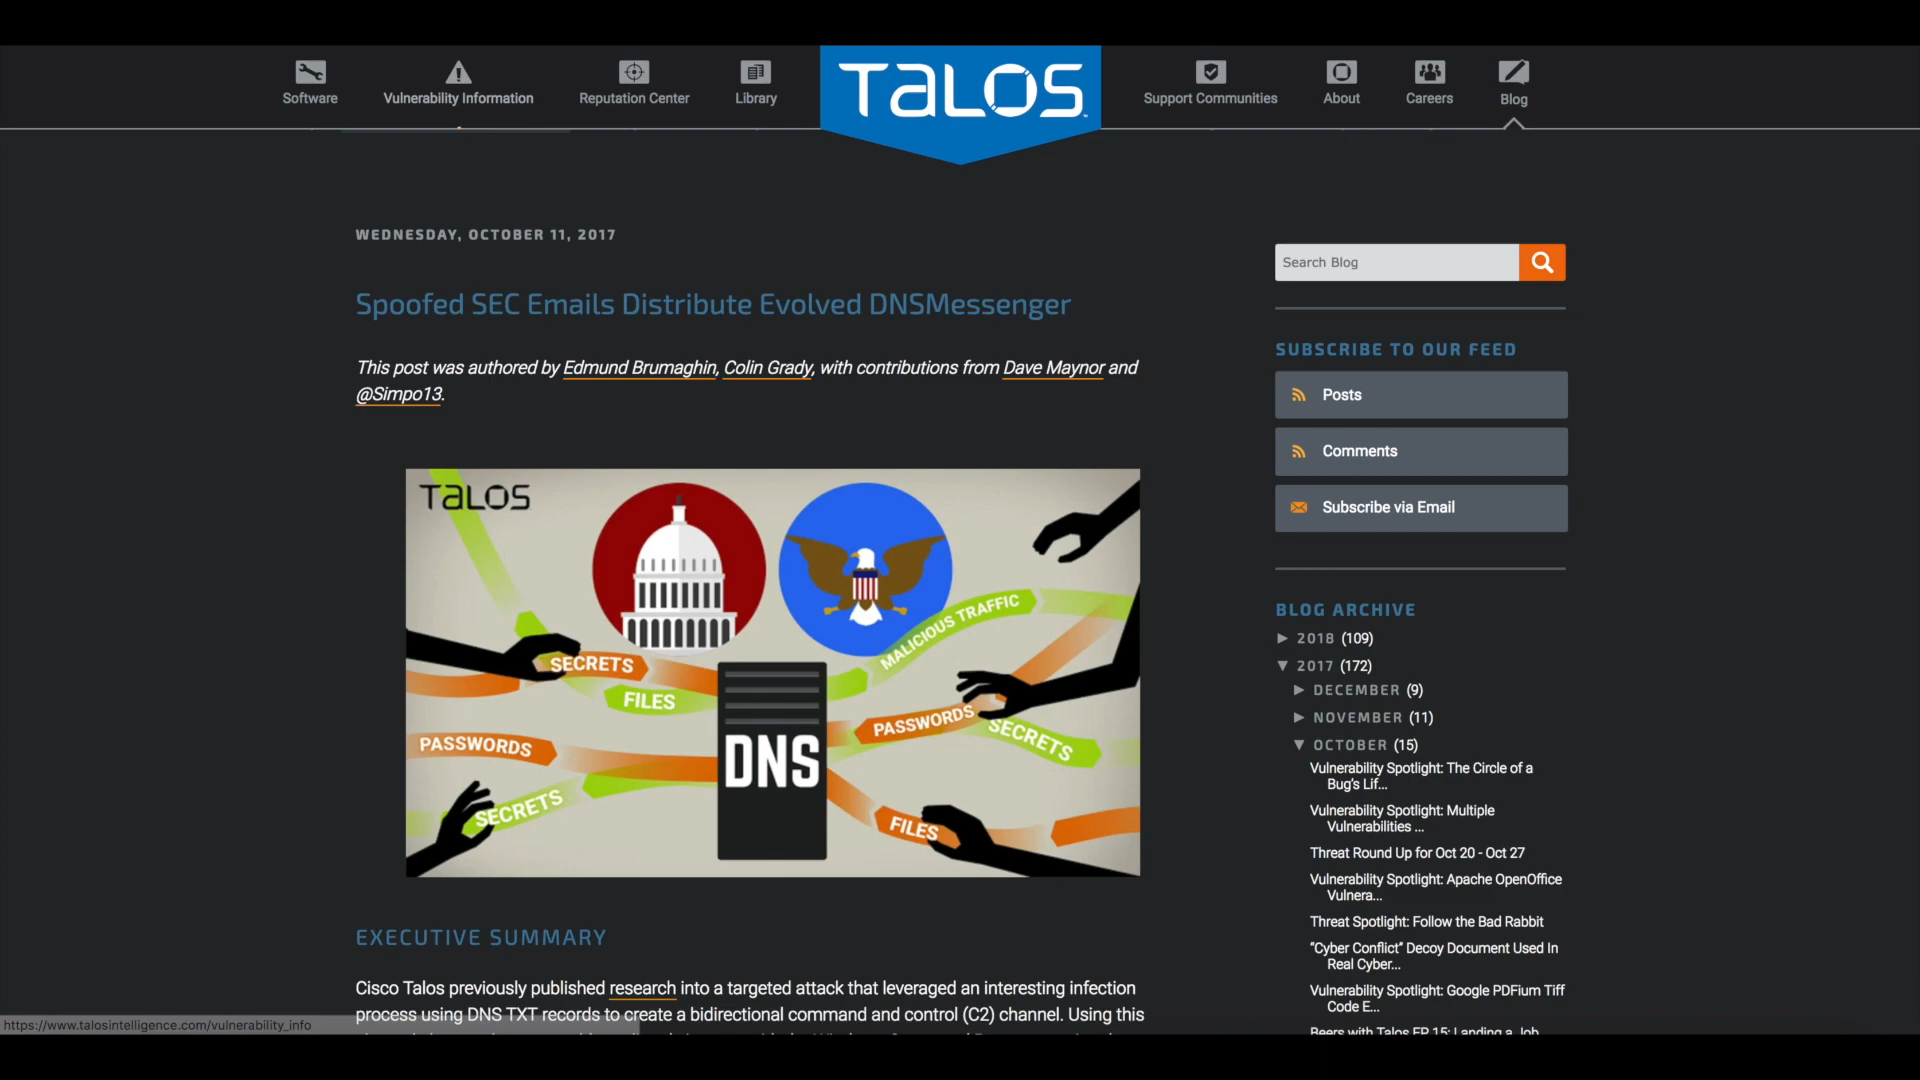 Software
Vulnerability Information
Reputation Center
Library
TALOS
Support Communities
About
Careers
Blog
WEDNESDAY, OCTOBER 11, 2017
Spoofed SEC Emails Distribute Evolved DNSMessenger
This post was authored by Edmund Brumaghin, Colin Grady, with contributions from Dave Maynor and
@Simpo13.
TALOS
MALICIOUS TRAFFIC
SECRETS
FILES
PASSWORDS
SECRETS
PASSWORDS
SECRETS
DNS
FILES
EXECUTIVE SUMMARY
Cisco Talos previously published research into a targeted attack that leveraged an interesting infection
process using DNS TXT records to create a bidirectional command and control (C2) channel. Using this
https://www.talosintelligence.com/vulnerability_info
Search Blog
SUBSCRIBE TO OUR FEED
Posts
Comments
Subscribe via Email
BLOG ARCHIVE
► 2018 (109)
▼ 2017 (172)
► DECEMBER (9)
► NOVEMBER (11)
▼ OCTOBER (15)
Vulnerability Spotlight: The Circle of a
Bug's Lif...
Vulnerability Spotlight: Multiple
Vulnerabilities ...
Threat Round Up for Oct 20 - Oct 27
Vulnerability Spotlight: Apache OpenOffice
Vulnera...
Threat Spotlight: Follow the Bad Rabbit
“Cyber Conflict” Decoy Document Used In
Real Cyber...
Vulnerability Spotlight: Google PDFium Tiff
Code E...
Beers with Talos EP 15: Landing a Job